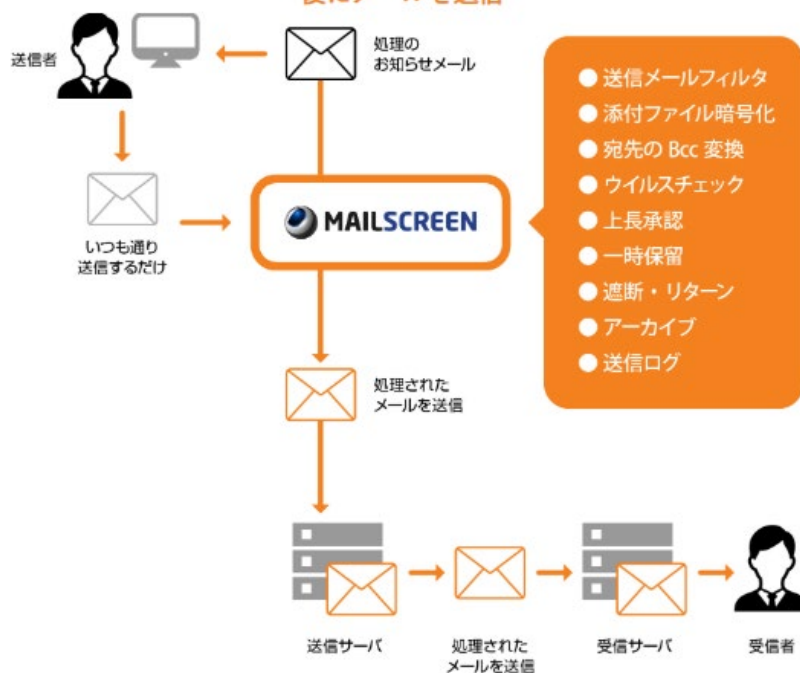 送信者
処理の
お知らせメール
いつも通り
送信するだけ
MAILSCREEN
● 送信メールフィルタ
● 添付ファイル暗号化
● 宛先の Bcc 変換
● ウイルスチェック
● 上長承認
● 一時保留
● 遮断・リターン
● アーカイブ
● 送信ログ
処理された
メールを送信
送信サーバ
処理された
メールを送信
受信サーバ
受信者